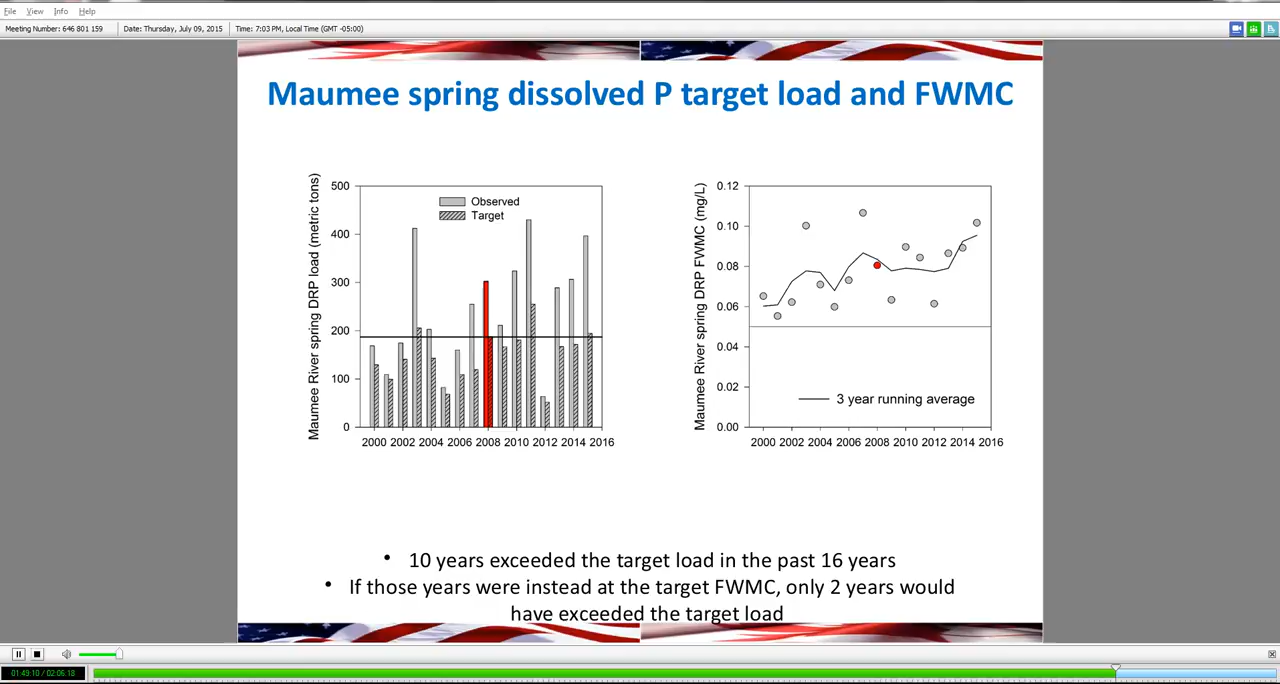 File View Info Help
Meeting Number: 646 801 159 Date: Thursday, July 09, 2015 Time: 7:03 PM, Local Time (GMT -05:00)
Maumee spring dissolved P target load and FWMC
Maumee River spring DRP load (metric tons)
500
400
300
200
100
0
Observed
Target
2000 2002 2004 2006 2008 2010 2012 2014 2016
Maumee River spring DRP FWMC (mg/L)
0.12
0.10
0.08
0.06
0.04
0.02
0.00
3 year running average
2000 2002 2004 2006 2008 2010 2012 2014 2016
• 10 years exceeded the target load in the past 16 years
• If those years were instead at the target FWMC, only 2 years would
have exceeded the target load